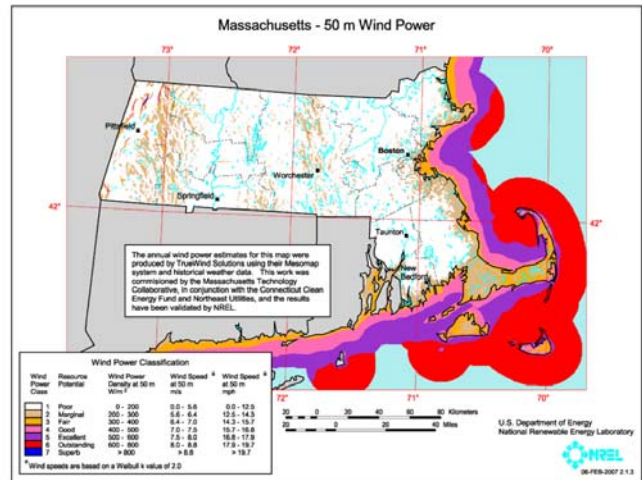 Massachusetts - 50 m Wind Power
73° 72° 71° 70°
Pittsfield
Boston
Worchester
Springfield
42° 42°
Taunton
New
Bedford
The annual wind power estimates for this map were
produced by TrueWind Solutions using their Mesomap
system and historical weather data. This work was
commisioned by the Massachusetts Technology
Collaborative, in conjunction with the Connecticut Clean
Energy Fund and Northeast Utilities, and the results
have been validated by NREL.
Wind Power Classification
Wind Power Class Resource Potential Wind Power Density at 50 m W/m² Wind Speed a at 50 m m/s Wind Speed a at 50 m mph
1 Poor 0 - 200 0.0 - 5.6 0.0 - 12.5
2 Marginal 200 - 300 5.6 - 6.4 12.5 - 14.3
3 Fair 300 - 400 6.4 - 7.0 14.3 - 15.7
4 Good 400 - 500 7.0 - 7.5 15.7 - 16.8
5 Excellent 500 - 600 7.5 - 8.0 16.8 - 17.9
6 Outstanding 600 - 800 8.0 - 8.8 17.9 - 19.7
7 Superb > 800 > 8.8 > 19.7
a Wind speeds are based on a Weibull k value of 2.0
72° 71° 70°
20 0 20 40 60 80 Kilometers
20 0 20 40 Miles
U.S. Department of Energy
National Renewable Energy Laboratory
NREL
06-FEB-2007 2.1.3